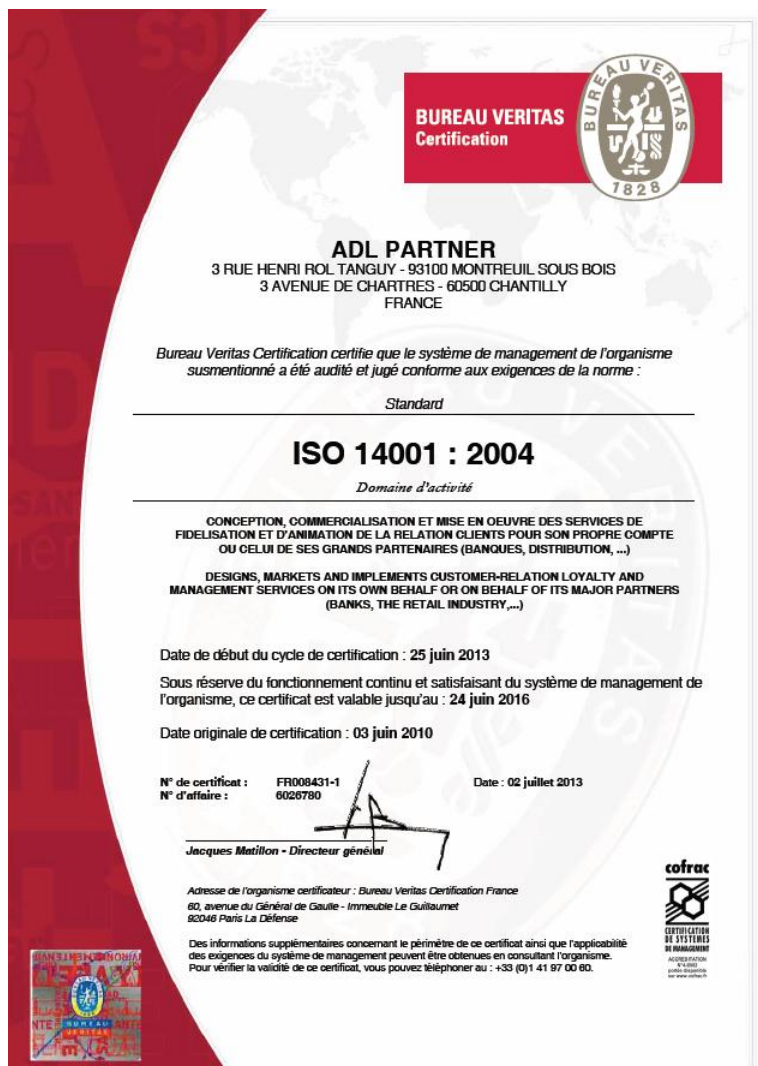 BUREAU VERITAS
Certification
BUREAU VERITAS
1828
ADL PARTNER
3 RUE HENRI ROL TANGUY - 93100 MONTREUIL SOUS BOIS
3 AVENUE DE CHARTRES - 60500 CHANTILLY
FRANCE
Bureau Veritas Certification certifie que le système de management de l'organisme
susmentionné a été audité et jugé conforme aux exigences de la norme :
Standard
ISO 14001 : 2004
Domaine d'activité
CONCEPTION, COMMERCIALISATION ET MISE EN OEUVRE DES SERVICES DE
FIDELISATION ET D'ANIMATION DE LA RELATION CLIENTS POUR SON PROPRE COMPTE
OU CELUI DE SES GRANDS PARTENAIRES (BANQUES, DISTRIBUTION, ...)
DESIGNS, MARKETS AND IMPLEMENTS CUSTOMER-RELATION LOYALTY AND
MANAGEMENT SERVICES ON ITS OWN BEHALF OR ON BEHALF OF ITS MAJOR PARTNERS
(BANKS, THE RETAIL INDUSTRY,...)
Date de début du cycle de certification : 25 juin 2013
Sous réserve du fonctionnement continu et satisfaisant du système de management de
l'organisme, ce certificat est valable jusqu'au : 24 juin 2016
Date originale de certification : 03 juin 2010
N° de certificat : FR008431-1 Date : 02 juillet 2013
N° d'affaire : 6026780
Jacques Matillon - Directeur général
Adresse de l'organisme certificateur : Bureau Veritas Certification France
60, avenue du Général de Gaulle - Immeuble Le Guillaumet
92046 Paris La Défense
Des informations supplémentaires concernant le périmètre de ce certificat ainsi que l'applicabilité
des exigences du système de management peuvent être obtenues en consultant l'organisme.
Pour vérifier la validité de ce certificat, vous pouvez téléphoner au : +33 (0)1 41 97 00 60.
cofrac
CERTIFICATION
DE SYSTEMES
DE MANAGEMENT
ACCREDITATION
portée disponible
sur www.cofrac.fr
BUREAU
VERITAS